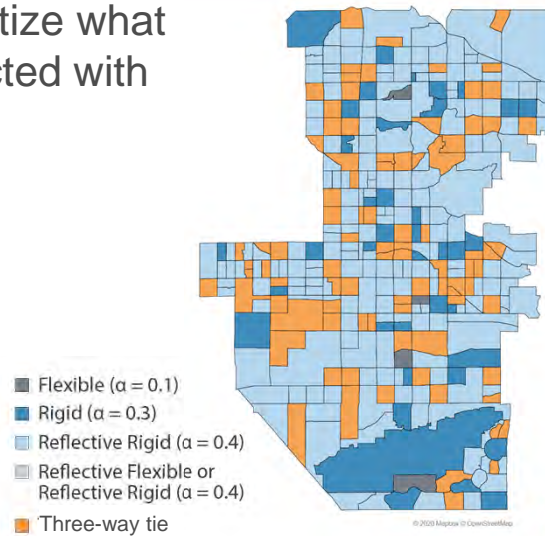 tize what
cted with
Flexible (α = 0.1)
Rigid (α = 0.3)
Reflective Rigid (α = 0.4)
Reflective Flexible or
Reflective Rigid (α = 0.4)
Three-way tie
© 2020 Mapbox © OpenStreetMap